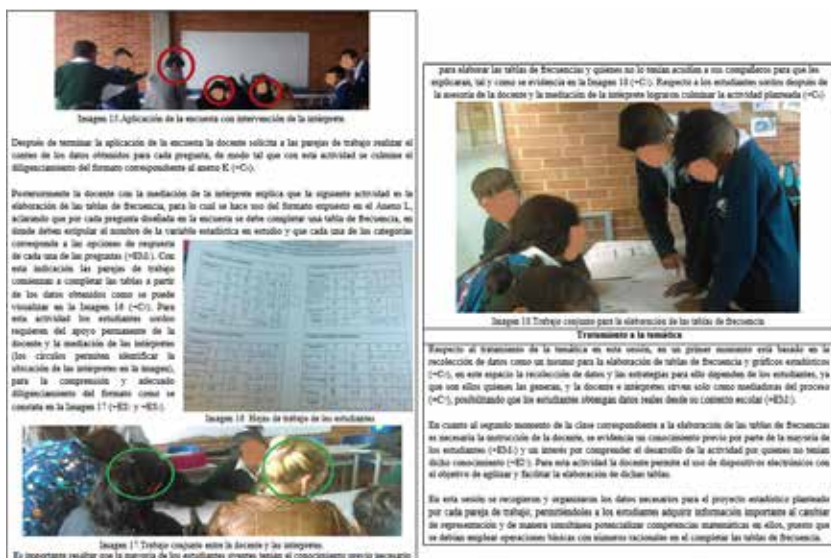 Imagen 15.Aplicación de la encuesta con intervención de la intérprete.
Después de terminar la aplicación de la encuesta la docente solicita a las parejas de trabajo realizar el
conteo de los datos obtenidos para cada pregunta, de modo tal que con esta actividad se culmine el
diligenciamiento del formato correspondiente al anexo K
Posteriormente la docente con la mediación de la intérprete explica que la siguiente actividad es la
elaboración de las tablas de frecuencia, para lo cual se hace uso del formato expuesto en el Anexo L,
aclarando que por cada pregunta diseñada en la encuesta se debe completar una tabla de frecuencia, en
donde deben estipular el nombre de la variable estadística en estudio y que cada una de las categorías
corresponde a las opciones de respuesta
de cada una de las preguntas Con
esta indicación las parejas de trabajo
comienzan a completar las tablas a partir
de los datos obtenidos como se puede
visualizar en la Imagen 16 Para
esta actividad los estudiantes sordos
requieren del apoyo permanente de la
docente y la mediación de las intérpretes
(los círculos permiten identificar la
ubicación de las intérpretes en la imagen),
para la comprensión y adecuado
diligenciamiento del formato como se
constata en la Imagen 17
Imagen 16. Hojas de trabajo de los estudiantes
Imagen 17.Trabajo conjunto entre la docente y las intérpretes.
Es importante resaltar que la mayoría de los estudiantes oyentes tenían el conocimiento previo necesario
para elaborar las tablas de frecuencias y quienes no lo tenían acudían a sus compañeros para que les
explicaran, tal y como se evidencia en la Imagen 18 Respecto a los estudiantes sordos después de
la asesoría de la docente y la mediación de la intérprete lograron culminar la actividad planteada
Imagen 18.Trabajo conjunto para la elaboración de las tablas de frecuencia
Tratamiento a la temática
Respecto al tratamiento de la temática en esta sesión, en un primer momento está basado en la
recolección de datos como un insumo para la elaboración de tablas de frecuencia y gráficos estadísticos
en este espacio la recolección de datos y las estrategias para ello dependen de los estudiantes, ya
que son ellos quienes las generan, y la docente e intérpretes sirven solo como mediadoras del proceso
posibilitando que los estudiantes obtengan datos reales desde su contexto escolar
En cuanto al segundo momento de la clase correspondiente a la elaboración de las tablas de frecuencias
es necesaria la instrucción de la docente, se evidencia un conocimiento previo por parte de la mayoría de
los estudiantes y un interés por comprender el desarrollo de la actividad por quienes no tenían
dicho conocimiento Para esta actividad la docente permite el uso de dispositivos electrónicos con
el objetivo de agilizar y facilitar la elaboración de dichas tablas.
En esta sesión se recogieron y organizaron los datos necesarios para el proyecto estadístico planteado
por cada pareja de trabajo, permitiéndoles a los estudiantes adquirir información importante al cambiar
de representación y de manera simultánea potencializar competencias matemáticas en ellos, puesto que
se debían emplear operaciones básicas con números racionales en el completar las tablas de frecuencia.